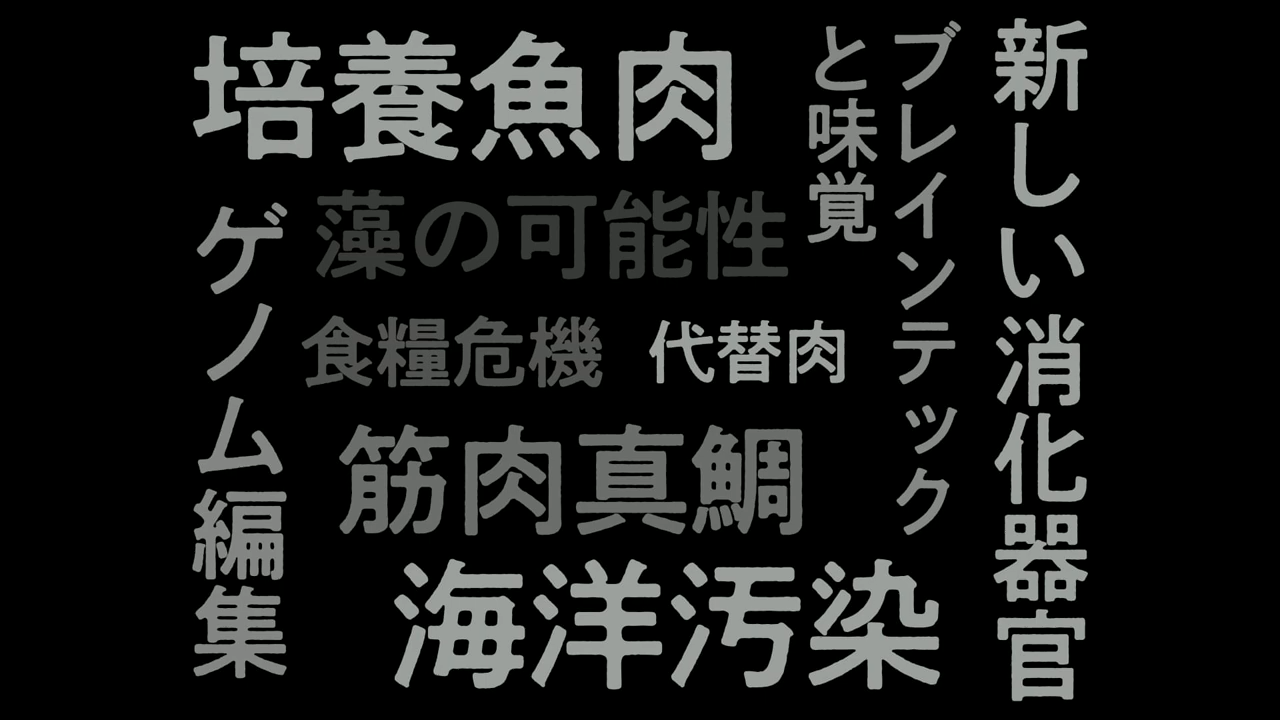 培養魚肉
藻の可能性
食糧危機
代替肉
筋肉真鯛
海洋汚染
ゲノム編集
新しい消化器官
ブレインテック
と味覚